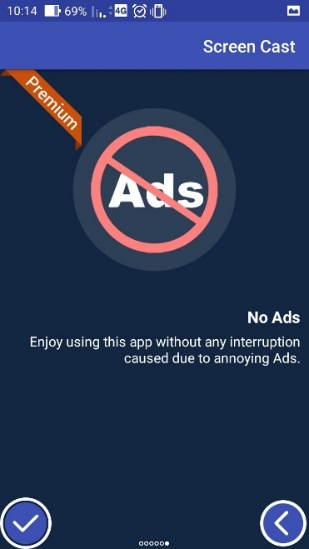 10:14 69% 4G
Screen Cast
Premium
Ads
No Ads
Enjoy using this app without any interruption
caused due to annoying Ads.